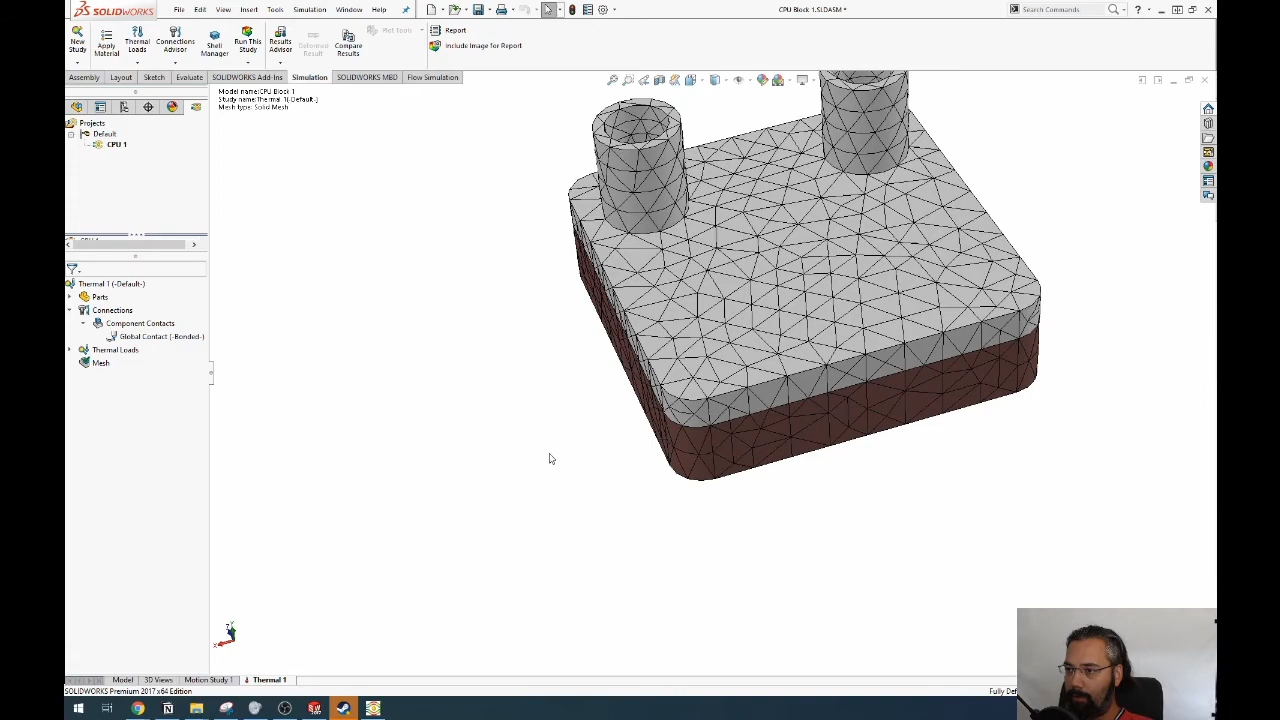 SOLIDWORKS File Edit View Insert Tools Simulation Window Help CPU Block 1.SLDASM * Search Commands
New Study Apply Material Thermal Loads Connections Advisor Shell Manager Run This Study Results Advisor Deformed Result Compare Results Plot Tools Report
Include Image for Report
Assembly Layout Sketch Evaluate SOLIDWORKS Add-Ins Simulation SOLIDWORKS MBD Flow Simulation
Model name:CPU Block 1
Study name:Thermal 1(-Default-)
Mesh type: Solid Mesh
Projects
Default
CPU 1
Thermal 1 (-Default-)
Parts
Connections
Component Contacts
Global Contact (-Bonded-)
Thermal Loads
Mesh
Y
Z
X
Model 3D Views Motion Study 1 Thermal 1
SOLIDWORKS Premium 2017 x64 Edition Fully De